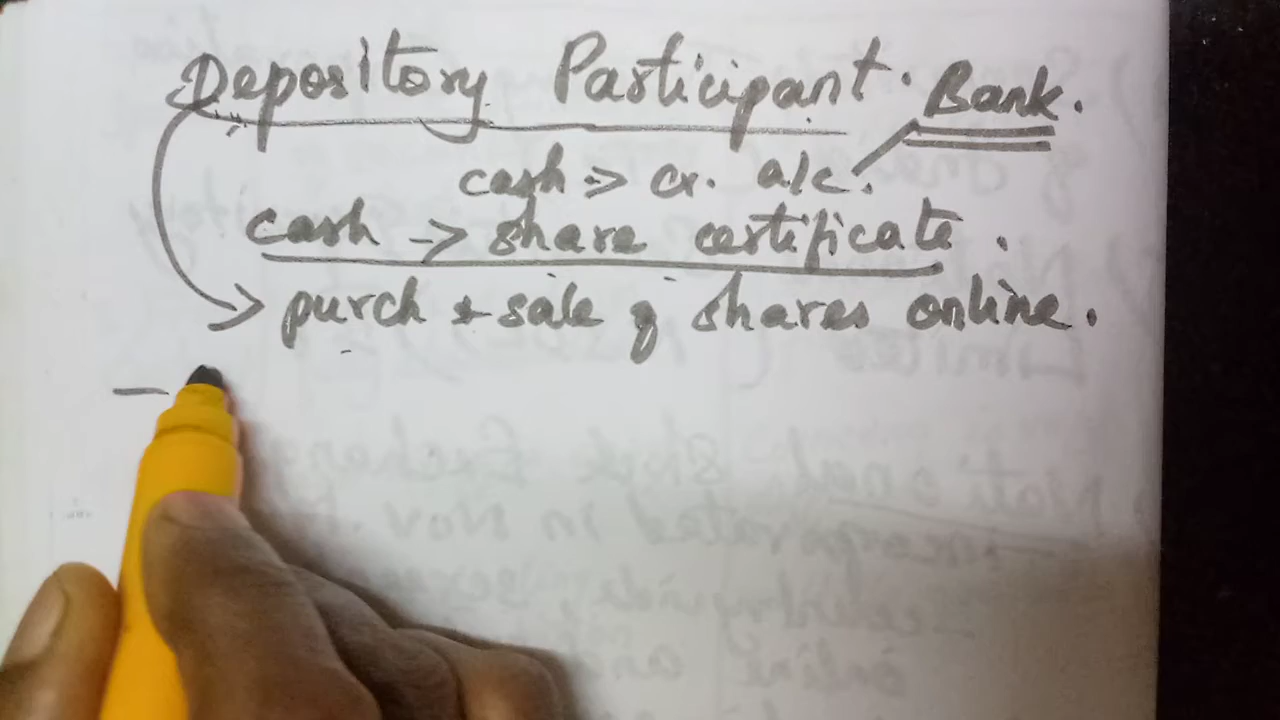 Depository Participant. Bank.
cash => cr. a/c.
cash -> share certificate.
-> purch & sale of shares online.
-